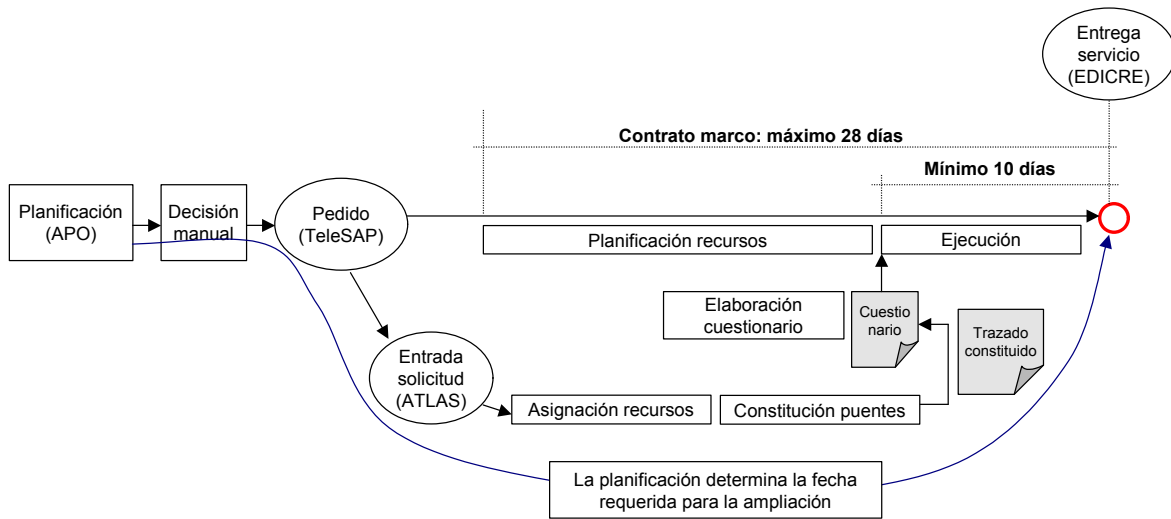 Entrega
servicio
(EDICRE)
Contrato marco: máximo 28 días
Mínimo 10 días
Planificación
(APO)
Decisión
manual
Pedido
(TeleSAP)
Planificación recursos
Ejecución
Elaboración
cuestionario
Cuestio
nario
Trazado
constituido
Entrada
solicitud
(ATLAS)
Asignación recursos
Constitución puentes
La planificación determina la fecha
requerida para la ampliación